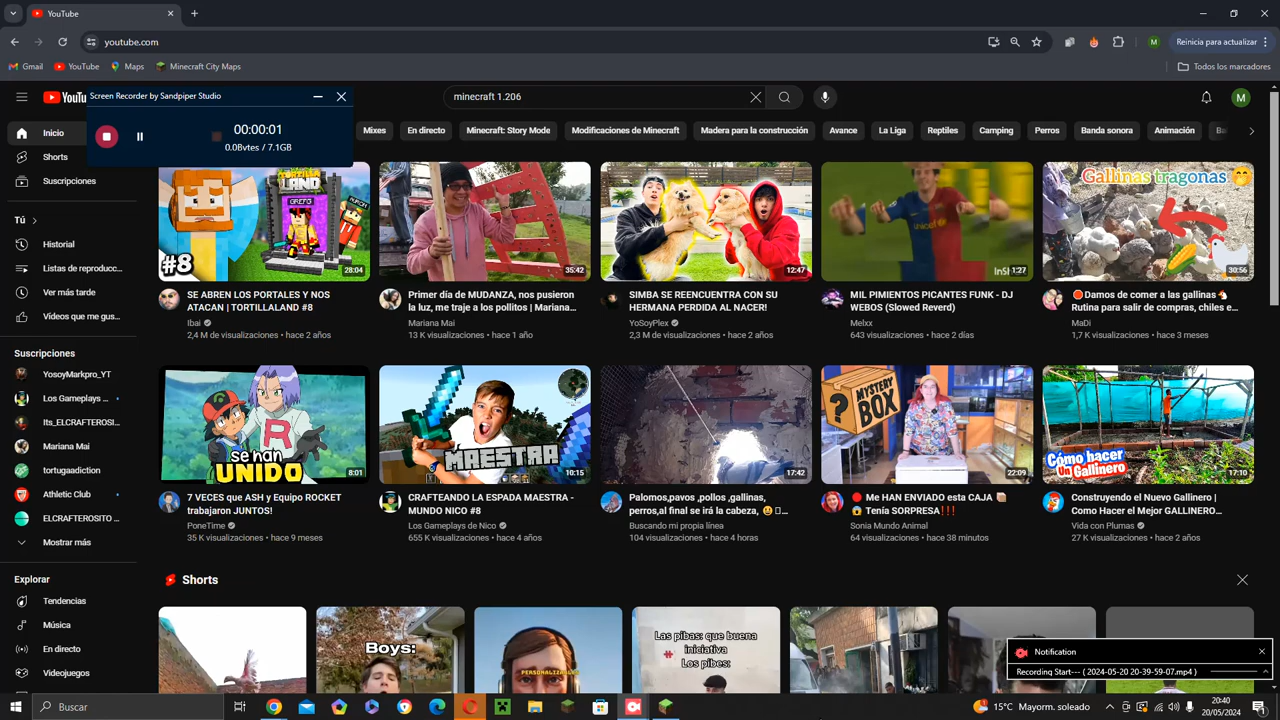 YouTube
youtube.com
Reinicia para actualizar
Gmail
YouTube
Maps
Minecraft City Maps
Todos los marcadores
Screen Recorder by Sandpiper Studio
00:00:01
0.0Bytes / 7.1GB
YouTu
minecraft 1.206
M
Mixes
En directo
Minecraft: Story Mode
Modificaciones de Minecraft
Madera para la construcción
Avance
La Liga
Reptiles
Camping
Perros
Banda sonora
Animación
Inicio
Shorts
Suscripciones
Tú
Historial
Listas de reproducc...
Ver más tarde
Vídeos que me gus...
Suscripciones
YosoyMarkpro_YT
Los Gameplays ...
Its_ELCRAFTEROSI...
Mariana Mai
tortugaadiction
Athletic Club
ELCRAFTEROSITO ...
Mostrar más
Explorar
Tendencias
Música
En directo
Videojuegos
#8
28:04
SE ABREN LOS PORTALES Y NOS
ATACAN | TORTILLALAND #8
Ibai
2,4 M de visualizaciones • hace 2 años
35:42
Primer día de MUDANZA, nos pusieron
la luz, me traje a los pollitos | Mariana...
Mariana Mai
13 K visualizaciones • hace 1 año
12:47
SIMBA SE REENCUENTRA CON SU
HERMANA PERDIDA AL NACER!
YoSoyPlex
2,3 M de visualizaciones • hace 2 años
unicef
1:27
MIL PIMIENTOS PICANTES FUNK - DJ
WEBOS (Slowed Reverd)
Melxx
643 visualizaciones • hace 2 días
Gallinas tragonas
30:56
Damos de comer a las gallinas
Rutina para salir de compras, chiles e...
MaDi
1,7 K visualizaciones • hace 3 meses
se han
UNIDO
8:01
7 VECES que ASH y Equipo ROCKET
trabajaron JUNTOS!
PoneTime
35 K visualizaciones • hace 9 meses
MAESTRA
10:15
CRAFTEANDO LA ESPADA MAESTRA -
MUNDO NICO #8
Los Gameplays de Nico
655 K visualizaciones • hace 4 años
17:42
Palomos,pavos ,pollos ,gallinas,
perros,al final se irá la cabeza,
Buscando mi propia línea
104 visualizaciones • hace 4 horas
MYSTERY
BOX
22:09
Me HAN ENVIADO esta CAJA
Tenía SORPRESA❗❗❗
Sonia Mundo Animal
64 visualizaciones • hace 38 minutos
Cómo hacer
un Gallinero
17:10
Construyendo el Nuevo Gallinero |
Como Hacer el Mejor GALLINERO...
Vida con Plumas
27 K visualizaciones • hace 2 años
Shorts
Boys:
PERSONALIZA
Las pibas: que buena
iniciativa
Los pibes:
Notification
Recording Start--- ( 2024-05-20 20-39-59-07.mp4 )
Buscar
15°C Mayorm. soleado
20:40
20/05/2024